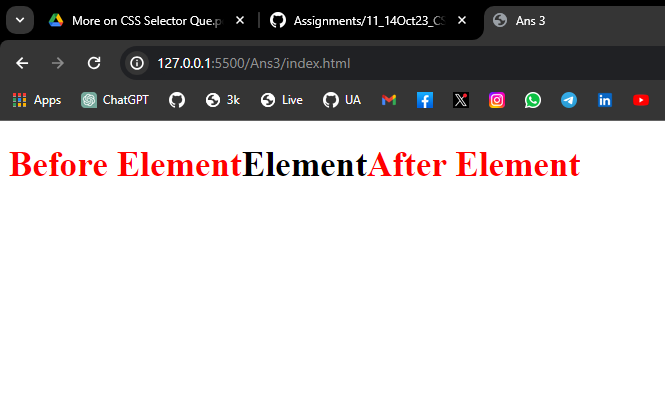 More on CSS Selector Que.p
Assignments/11_14Oct23_CS
Ans 3
127.0.0.1:5500/Ans3/index.html
Apps ChatGPT 3k Live UA
Before ElementElementAfter Element